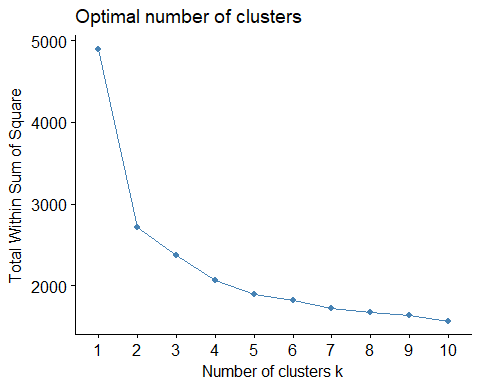 Optimal number of clusters
5000
4000
3000
2000
Total Within Sum of Square
1 2 3 4 5 6 7 8 9 10
Number of clusters k